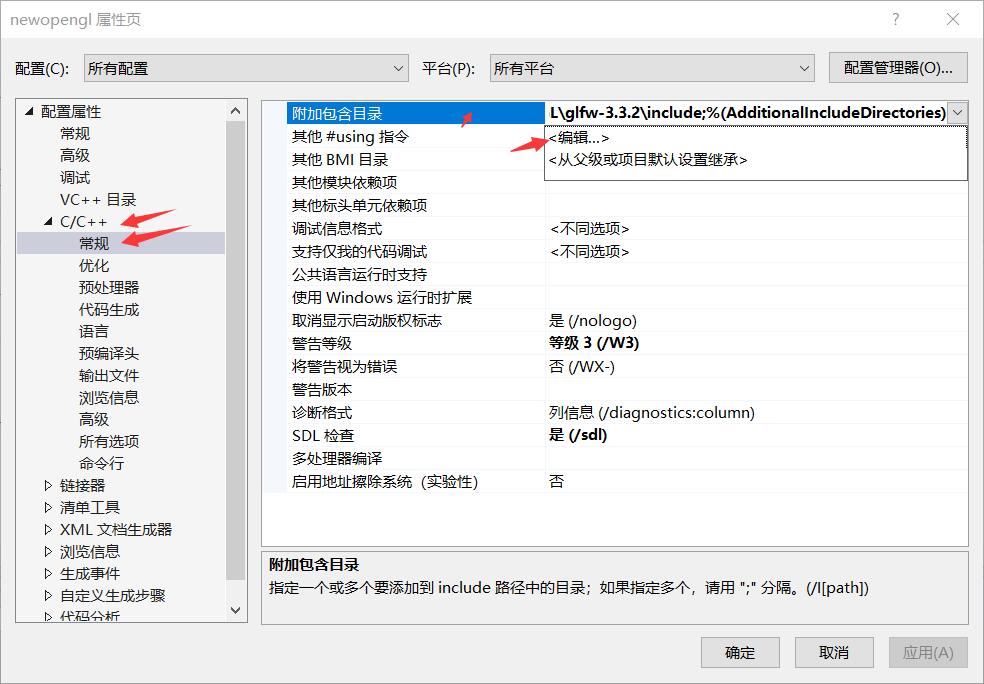 newopengl 属性页
?
配置(C): 所有配置 平台(P): 所有平台 配置管理器(O)...
配置属性
常规
高级
调试
VC++ 目录
C/C++
常规
优化
预处理器
代码生成
语言
预编译头
输出文件
浏览信息
高级
所有选项
命令行
链接器
清单工具
XML 文档生成器
浏览信息
生成事件
自定义生成步骤
代码分析
附加包含目录 L\glfw-3.3.2\include;%(AdditionalIncludeDirectories)
<编辑...>
<从父级或项目默认设置继承>
其他 #using 指令
其他 BMI 目录
其他模块依赖项
其他标头单元依赖项
调试信息格式 <不同选项>
支持仅我的代码调试 <不同选项>
公共语言运行时支持
使用 Windows 运行时扩展
取消显示启动版权标志 是 (/nologo)
警告等级 等级 3 (/W3)
将警告视为错误 否 (/WX-)
警告版本
诊断格式 列信息 (/diagnostics:column)
SDL 检查 是 (/sdl)
多处理器编译
启用地址擦除系统（实验性） 否
附加包含目录
指定一个或多个要添加到 include 路径中的目录；如果指定多个，请用 ";" 分隔。(/I[path])
确定 取消 应用(A)